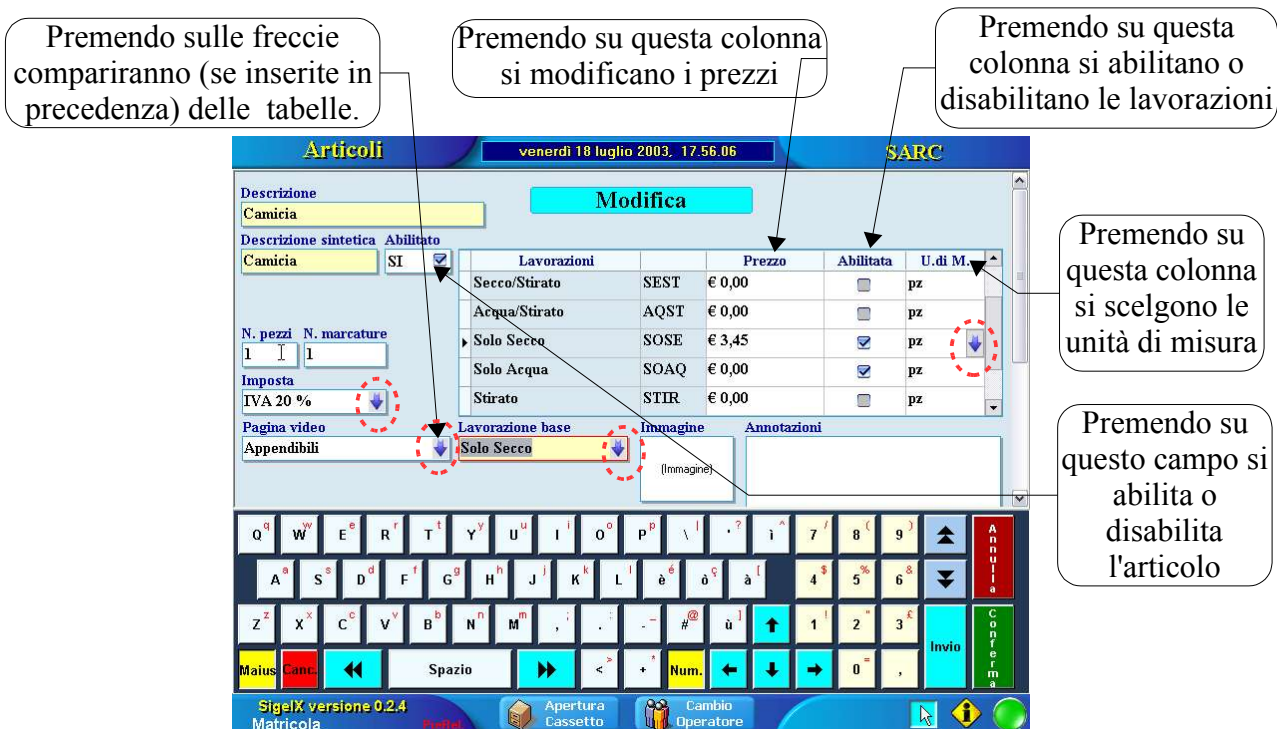 Premendo sulle freccie
compariranno (se inserite in
precedenza) delle tabelle.
Premendo su questa colonna
si modificano i prezzi
Premendo su questa
colonna si abilitano o
disabilitano le lavorazioni
Articoli
venerdì 18 luglio 2003, 17.56.06
SARC
Descrizione
Camicia
Modifica
Descrizione sintetica Abilitato
Camicia SI
Lavorazioni Prezzo Abilitata U.di M.
Secco/Stirato SEST € 0,00 pz
Acqua/Stirato AQST € 0,00 pz
Solo Secco SOSE € 3,45 pz
Solo Acqua SOAQ € 0,00 pz
Stirato STIR € 0,00 pz
N. pezzi N. marcature
1 1
Imposta
IVA 20 %
Pagina video Lavorazione base Immagine Annotazioni
Appendibili Solo Secco
(Immagine)
Premendo su
questa colonna
si scelgono le
unità di misura
Premendo su
questo campo si
abilita o
disabilita
l'articolo
Q q W w E e R r T t Y y U u I i O o P p \ | ' ? ì ^ 7 / 8 ( 9 )
Annulla
A a S s D d F f G g H h J j K k L l è é ò ç à [ 4 $ 5 % 6 &
Z z X x C c V v B b N n M m , ; . : - _ # @ ù ] 1 ! 2 " 3 £
Invio
Conferma
Maius Canc. Spazio < > + * Num. 0 = ,
SigelX versione 0.2.4
Matricola
Apertura
Cassetto
Cambio
Operatore